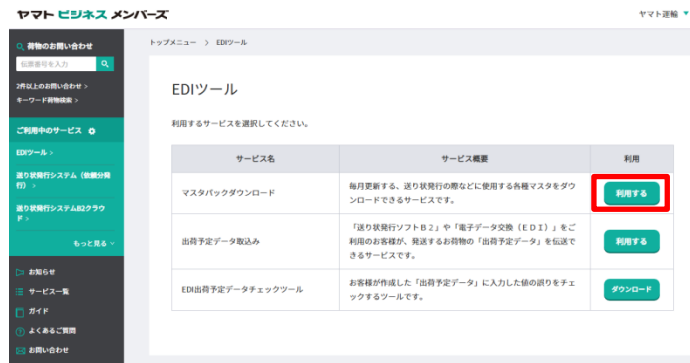 ヤマト ビジネス メンバーズ
ヤマト運輸 ▼
荷物のお問い合わせ
伝票番号を入力
2件以上のお問い合わせ >
キーワード荷物検索 >
ご利用中のサービス
EDIツール >
送り状発行システム（依頼分発
行） >
送り状発行システムB2クラウ
ド >
もっと見る
お知らせ
サービス一覧
ガイド
よくあるご質問
お問い合わせ
トップメニュー > EDIツール
EDIツール
利用するサービスを選択してください。
サービス名 サービス概要 利用
マスタパックダウンロード
毎月更新する、送り状発行の際などに使用する各種マスタをダウ
ンロードできるサービスです。
利用する
出荷予定データ取込み
「送り状発行ソフトＢ２」や「電子データ交換（ＥＤＩ）」をご
利用のお客様が、発送するお荷物の「出荷予定データ」を伝送で
きるサービスです。
利用する
EDI出荷予定データチェックツール
お客様が作成した「出荷予定データ」に入力した値の誤りをチェ
ックするツールです。
ダウンロード